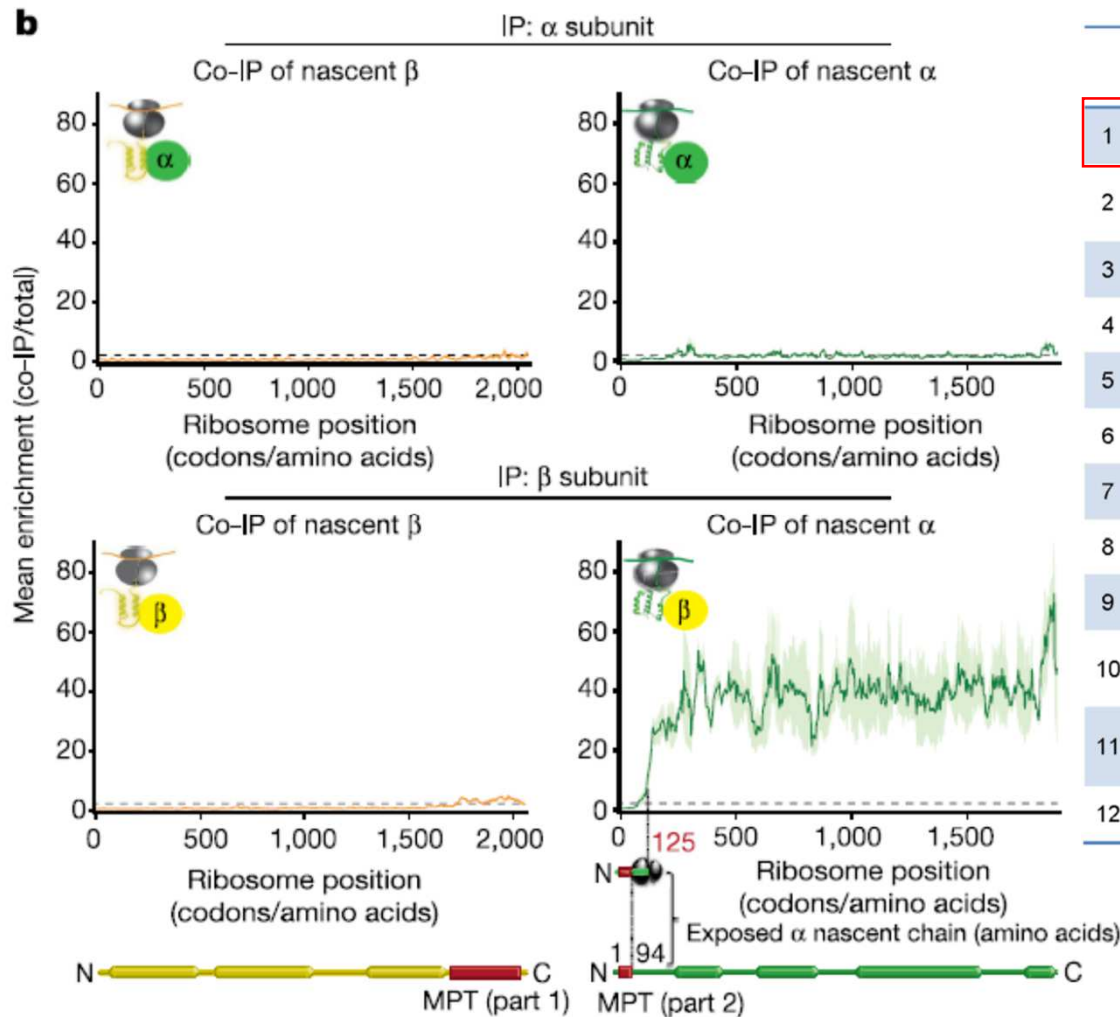 b
IP: α subunit
Co-IP of nascent β
Co-IP of nascent α
Mean enrichment (co-IP/total)
80
60
40
20
0
α
0 500 1,000 1,500 2,000
Ribosome position
(codons/amino acids)
80
60
40
20
0
α
0 500 1,000 1,500
Ribosome position
(codons/amino acids)
IP: β subunit
Co-IP of nascent β
Co-IP of nascent α
80
60
40
20
0
β
0 500 1,000 1,500 2,000
Ribosome position
(codons/amino acids)
80
60
40
20
0
β
0 500 1,000 1,500
125
Ribosome position
(codons/amino acids)
N
Exposed α nascent chain (amino acids)
1 94
N C
MPT (part 1)
N C
MPT (part 2)
1
2
3
4
5
6
7
8
9
10
11
12